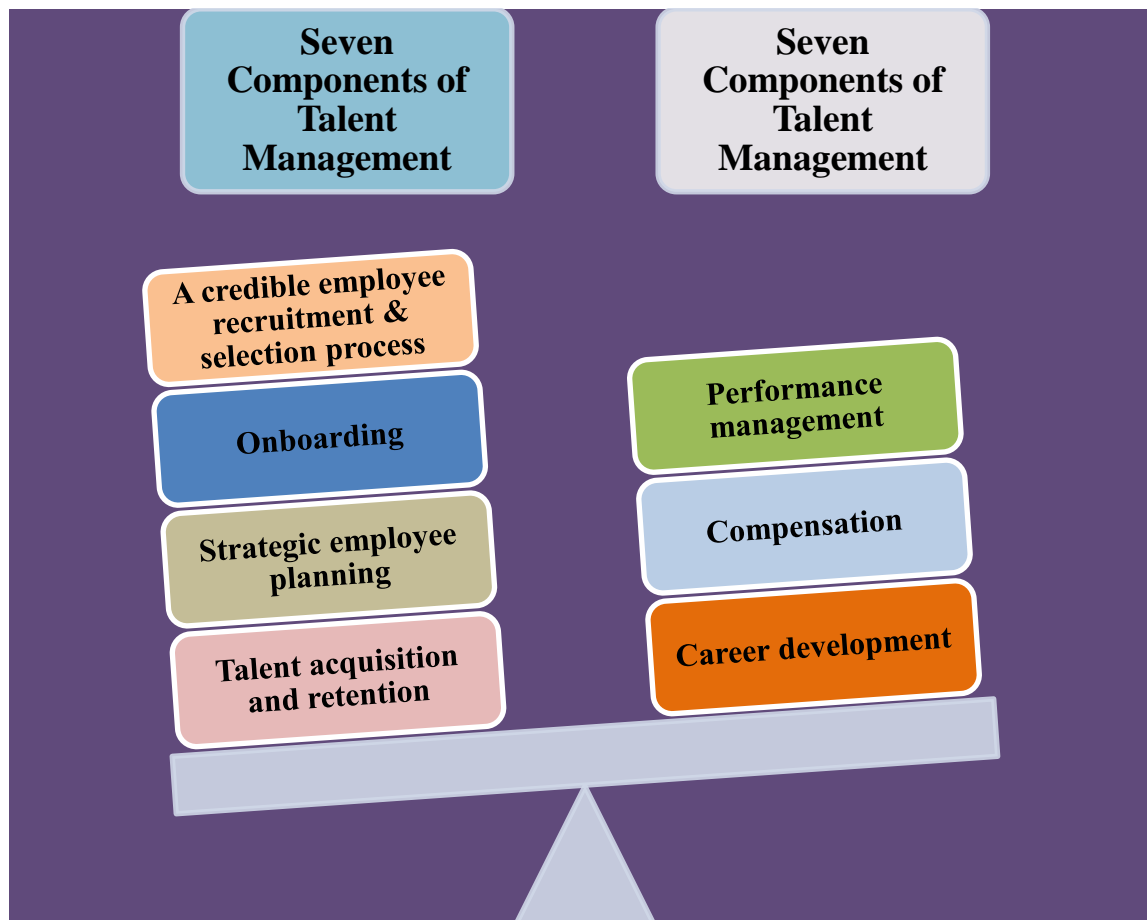 Seven
Components of
Talent
Management
Seven
Components of
Talent
Management
A credible employee
recruitment &
selection process
Onboarding
Strategic employee
planning
Talent acquisition
and retention
Performance
management
Compensation
Career development